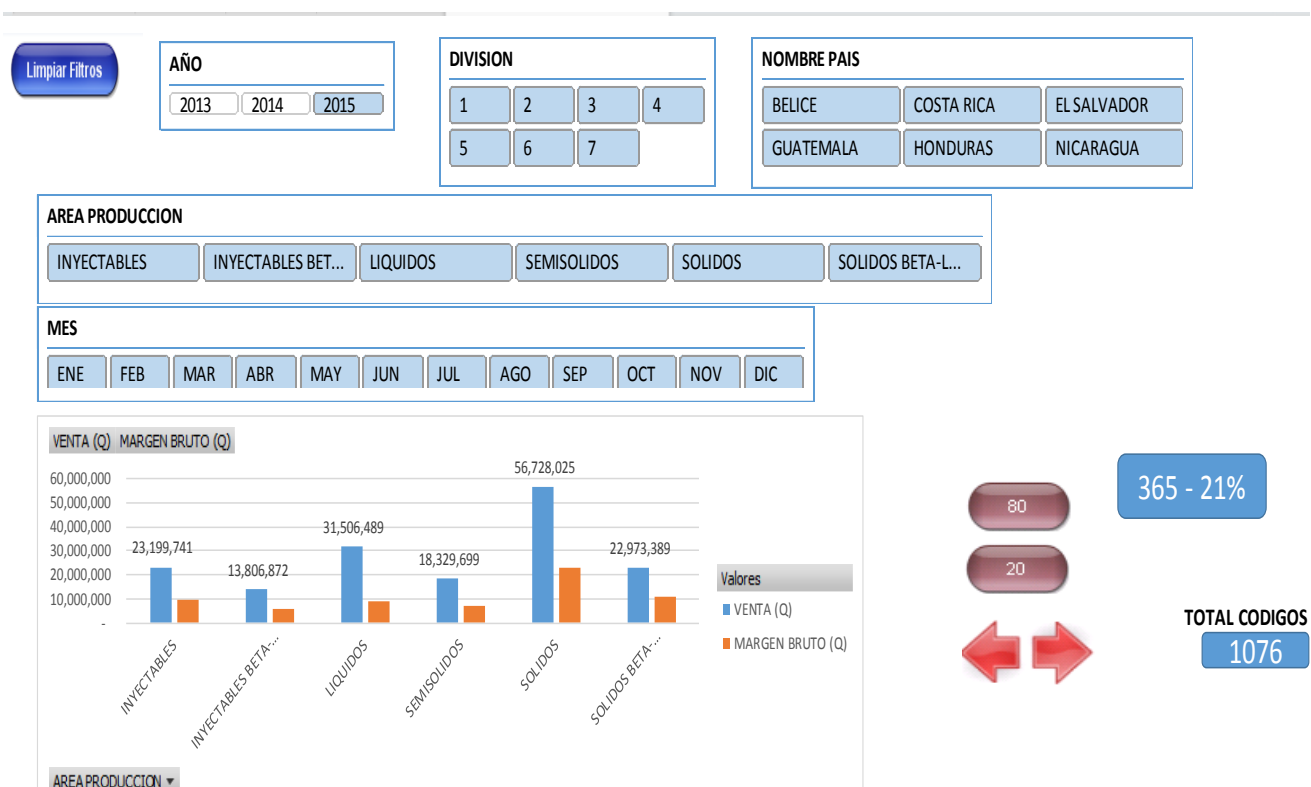 Limpiar Filtros
AÑO
2013 2014 2015
DIVISION
1 2 3 4
5 6 7
NOMBRE PAIS
BELICE COSTA RICA EL SALVADOR
GUATEMALA HONDURAS NICARAGUA
AREA PRODUCCION
INYECTABLES INYECTABLES BET... LIQUIDOS SEMISOLIDOS SOLIDOS SOLIDOS BETA-L...
MES
ENE FEB MAR ABR MAY JUN JUL AGO SEP OCT NOV DIC
VENTA (Q) MARGEN BRUTO (Q)
60,000,000
50,000,000
40,000,000
30,000,000
20,000,000
10,000,000
-
23,199,741
13,806,872
31,506,489
18,329,699
56,728,025
22,973,389
INYECTABLES
INYECTABLES BETA-...
LIQUIDOS
SEMISOLIDOS
SOLIDOS
SOLIDOS BETA-...
Valores
VENTA (Q)
MARGEN BRUTO (Q)
AREA PRODUCCION
80
20
365 - 21%
TOTAL CODIGOS
1076